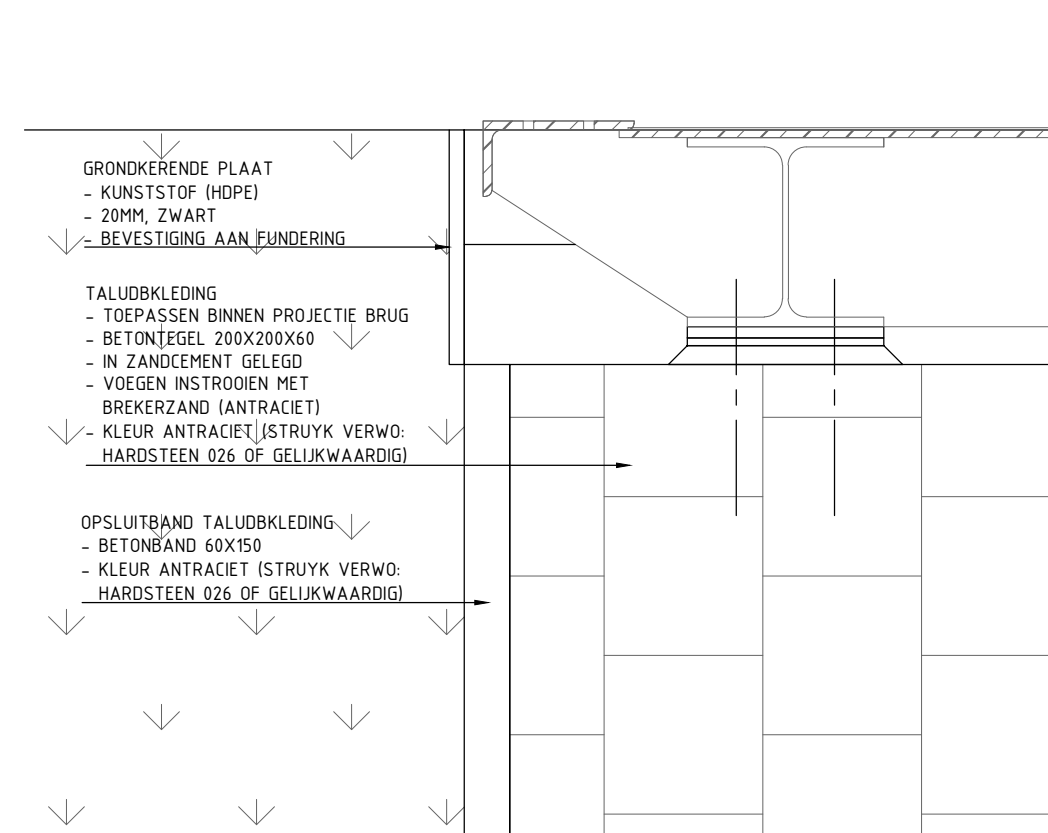 GRONDKERENDE PLAAT
- KUNSTSTOF (HDPE)
- 20MM, ZWART
- BEVESTIGING AAN FUNDERING
TALUDBKLEDING
- TOEPASSEN BINNEN PROJECTIE BRUG
- BETONTEGEL 200X200X60
- IN ZANDCEMENT GELEGD
- VOEGEN INSTROOIEN MET
BREKERZAND (ANTRACIET)
- KLEUR ANTRACIET (STRUYK VERWO:
HARDSTEEN 026 OF GELIJKWAARDIG)
OPSLUITBAND TALUDBKLEDING
- BETONBAND 60X150
- KLEUR ANTRACIET (STRUYK VERWO:
HARDSTEEN 026 OF GELIJKWAARDIG)